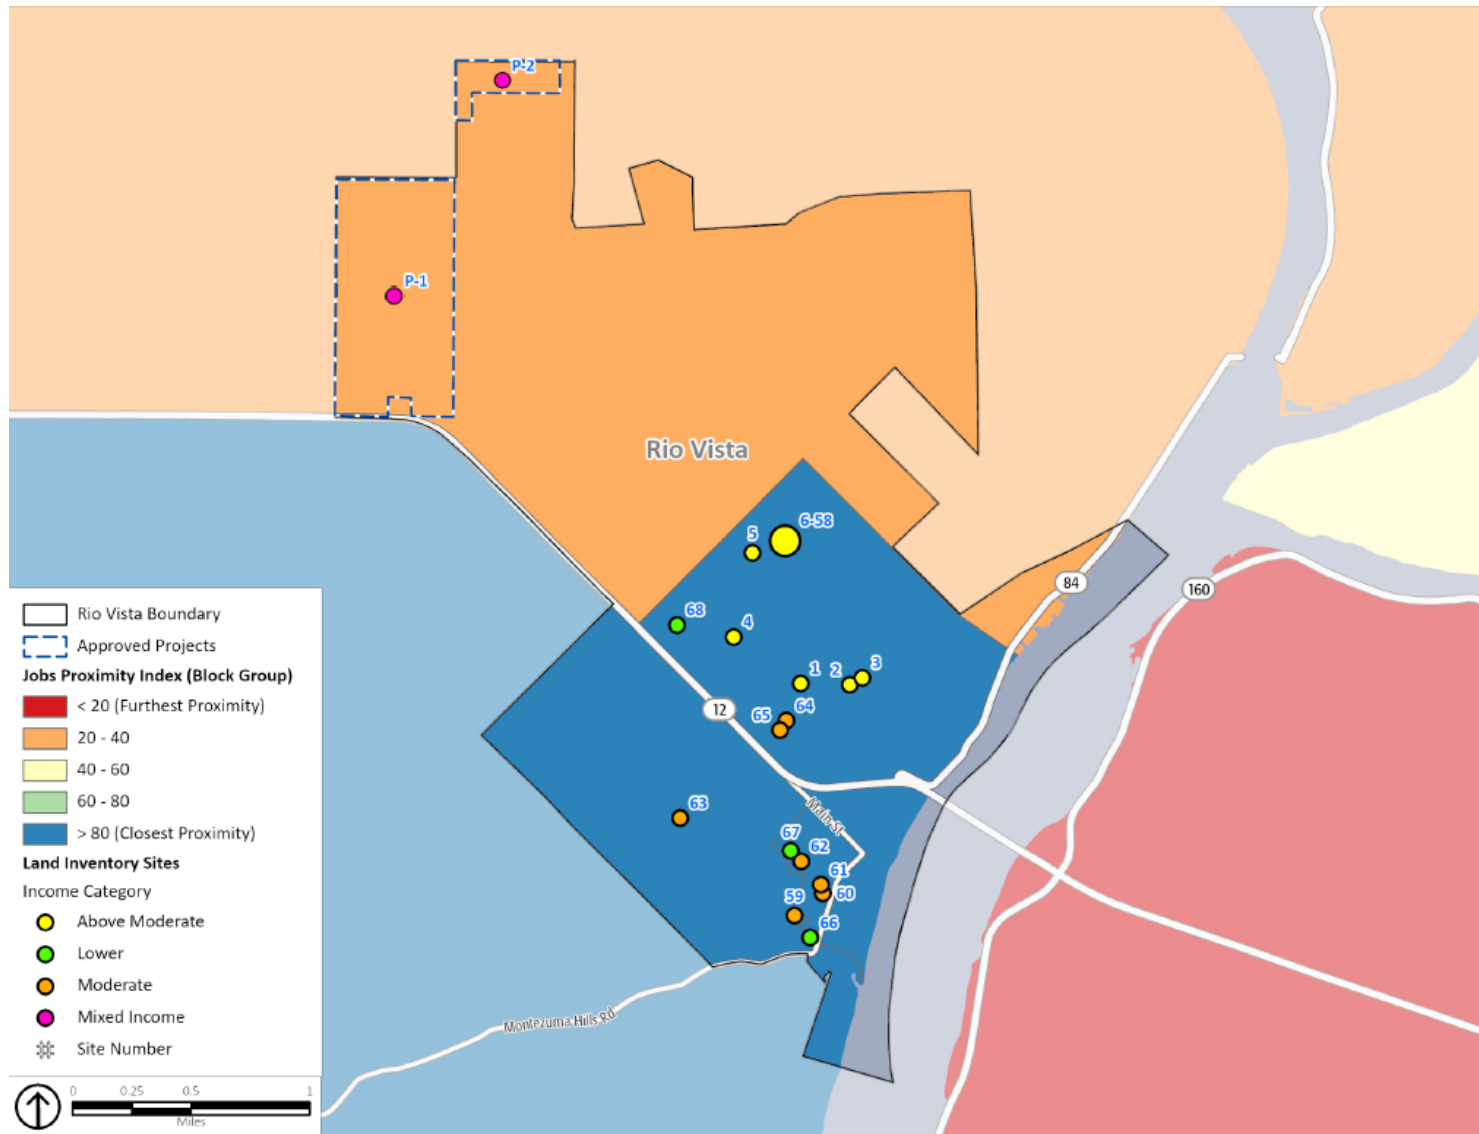 P-2
P-1
Rio Vista
6-58
5
68
4
84
160
1
2
3
64
65
12
63
Main St
67
62
61
60
59
66
Montezuma Hills Rd
Rio Vista Boundary
Approved Projects
Jobs Proximity Index (Block Group)
< 20 (Furthest Proximity)
20 - 40
40 - 60
60 - 80
> 80 (Closest Proximity)
Land Inventory Sites
Income Category
Above Moderate
Lower
Moderate
Mixed Income
Site Number
0 0.25 0.5 1
Miles